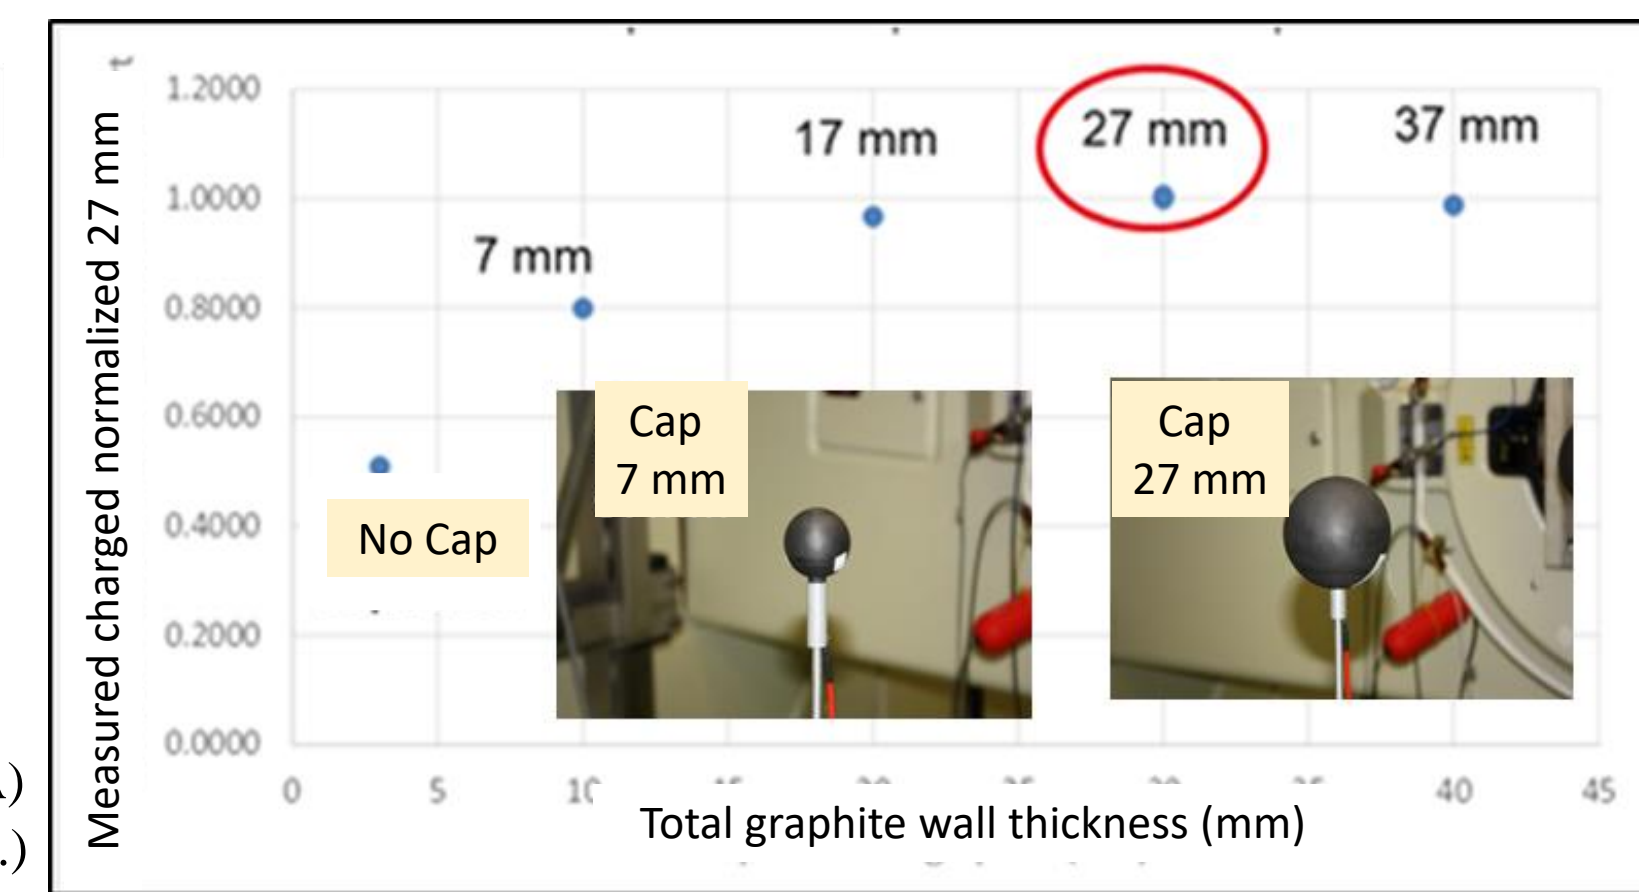 Measured charged normalized 27 mm
1.2000
1.0000
0.8000
0.6000
0.4000
0.2000
0.0000
17 mm
27 mm
37 mm
7 mm
No Cap
Cap
7 mm
Cap
27 mm
0
5
40
45
Total graphite wall thickness (mm)
)
.)